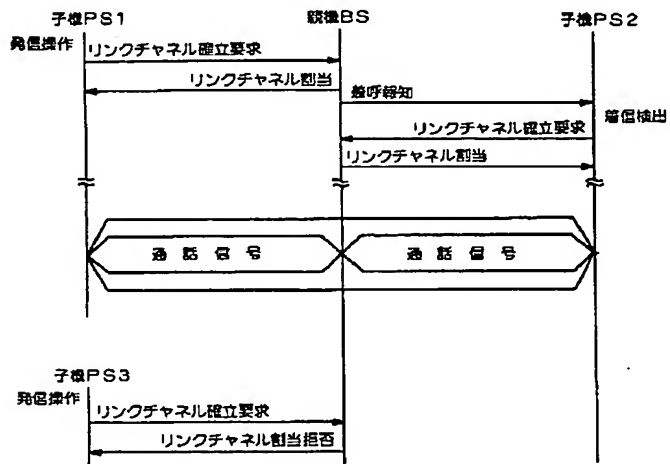 子機PS1 親機BS 子機PS2
発信操作
リンクチャネル確立要求
リンクチャネル割当
着呼報知
着信検出
リンクチャネル確立要求
リンクチャネル割当
通話信号 通話信号
子機PS3
発信操作
リンクチャネル確立要求
リンクチャネル割当拒否